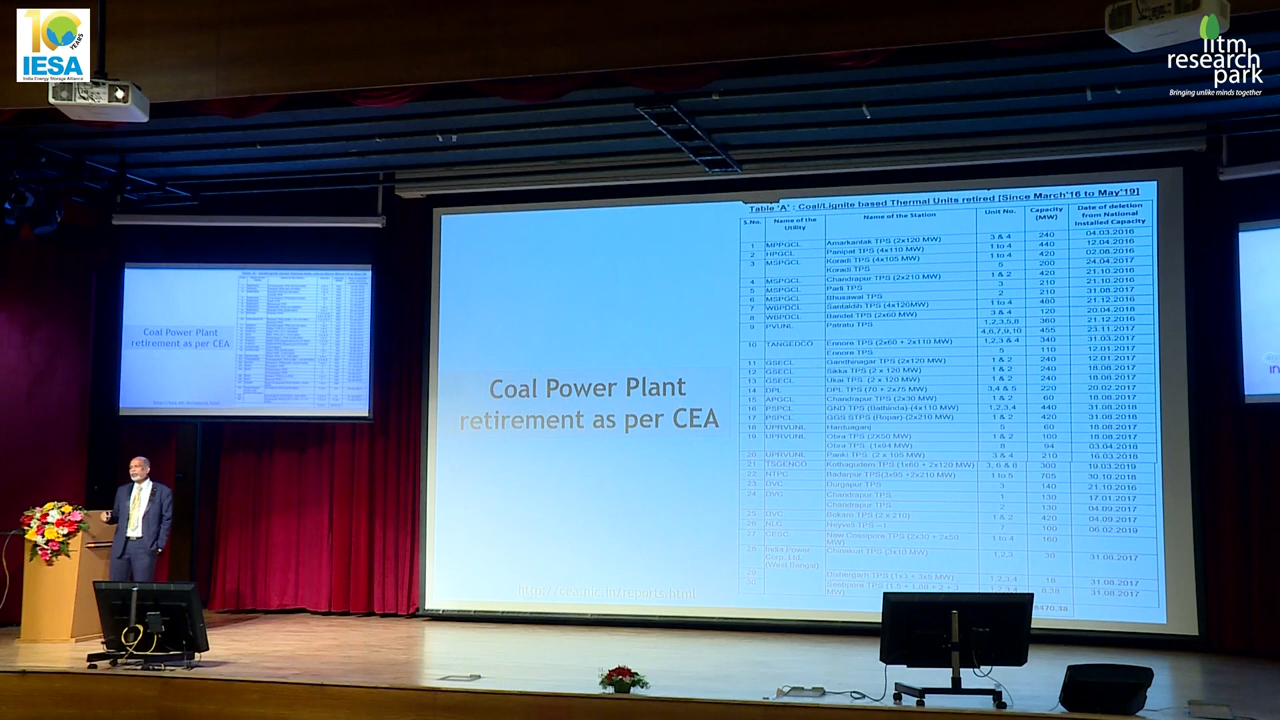 10 YEARS
IESA
India Energy Storage Alliance
iitm
research
park
Bringing unlike minds together
Coal Power Plant
retirement as per CEA
Coal Power Plant
retirement as per CEA
http://cea.nic.in/reports.html
Table 'A' : Coal/Lignite based Thermal Units retired [Since March'16 to May'19]
S.No. Name of the Utility Name of the Station Unit No. Capacity (MW) Date of deletion from National Installed Capacity
1 MPPGCL Amarkantak TPS (2x120 MW) 3 & 4 240 04.03.2016
2 HPGCL Panipat TPS (4x110 MW) 1 to 4 440 12.04.2016
3 MSPGCL Koradi TPS (4x105 MW) 1 to 4 420 02.08.2016
Koradi TPS 5 200 24.04.2017
4 MSPGCL Chandrapur TPS (2x210 MW) 1 & 2 420 21.10.2016
5 MSPGCL Parli TPS 3 210 21.10.2016
6 MSPGCL Bhusawal TPS 2 210 31.08.2017
7 WBPDCL Santaldih TPS (4x120MW) 1 to 4 480 21.12.2016
8 WBPDCL Bandel TPS (2x60 MW) 120 20.04.2018
9 PVUNL Patratu TPS 1,2,3,5,8 360 21.12.2016
4,6,7,9,10 455 23.11.2017
10 TANGEDCO Ennore TPS (2x60 + 2x110 MW) 1,2,3 & 4 340 31.03.2017
Ennore TPS 5 110 12.01.2017
11 GSECL Gandhinagar TPS (2x120 MW) 1 & 2 240 12.01.2017
12 GSECL Sikka TPS (2 x 120 MW) 1 & 2 240 18.08.2017
13 GSECL Ukai TPS (2 x 120 MW) 1 & 2 240 18.08.2017
14 DPL DPL TPS (70 + 2x75 MW) 3,4 & 5 220 20.02.2017
15 APGCL Chandrapur TPS (2x30 MW) 1 & 2 60 18.08.2017
16 PSPCL GND TPS (Bathinda)-(4x110 MW) 1,2,3,4 440 31.08.2018
17 PSPCL GGS STPS (Ropar)-(2x210 MW) 1 & 2 420 31.08.2018
18 UPRVUNL Harduaganj 5 60 18.08.2017
19 UPRVUNL Obra TPS (2X50 MW) 1 & 2 100 18.08.2017
Obra TPS (1x94 MW) 8 94 03.04.2018
20 UPRVUNL Panki TPS (2 x 105 MW) 3 & 4 210 16.03.2018
21 TSGENCO Kothagudem TPS (1x60 + 2x120 MW) 3, 6 & 8 300 19.03.2019
22 NTPC Badarpur TPS(3x95 +2x210 MW) 1 to 5 705 30.10.2018
23 DVC Durgapur TPS 3 140 21.10.2016
24 DVC Chandrapur TPS 1 130 17.01.2017
Chandrapur TPS 2 130 04.09.2017
25 DVC Bokaro TPS (2 x 210) 1 & 2 420 04.09.2017
26 NLC Neyveli TPS 7 100 06.02.2019
27 CESC New Cossipore TPS (2x30 + 2x50 MW) 1 to 4 160
28 India Power Corp. Ltd. (West Bengal) Chinakuri TPS (3x10 MW) 1,2,3 31.08.2017
29 Dishergarh TPS 1,2,3,4 18 31.08.2017
30 Seebpore TPS 1,2,3,4 8.38 31.08.2017
8470.38
in